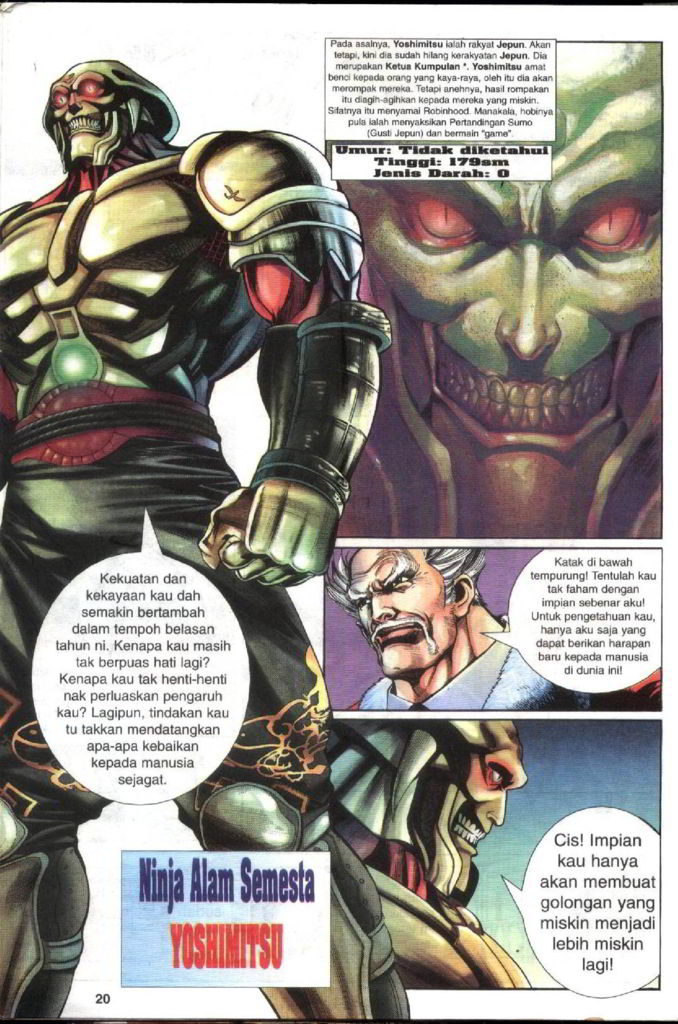 Pada asalnya, Yoshimitsu ialah rakyat Jepun. Akan
tetapi, kini dia sudah hilang kerakyatan Jepun. Dia
merupakan Ketua Kumpulan *. Yoshimitsu amat
benci kepada orang yang kaya-raya, oleh itu dia akan
merompak mereka. Tetapi anehnya, hasil rompakan
itu diagih-agihkan kepada mereka yang miskin.
Sifatnya itu menyamai Robinhood. Manakala, hobinya
pula ialah menyaksikan Pertandingan Sumo
(Gusti Jepun) dan bermain "game".
Umur: Tidak diketahui
Tinggi: 179sm
Jenis Darah: O
Kekuatan dan
kekayaan kau dah
semakin bertambah
dalam tempoh belasan
tahun ni. Kenapa kau masih
tak berpuas hati lagi?
Kenapa kau tak henti-henti
nak perluaskan pengaruh
kau? Lagipun, tindakan kau
tu takkan mendatangkan
apa-apa kebaikan
kepada manusia
sejagat.
Katak di bawah
tempurung! Tentulah kau
tak faham dengan
impian sebenar aku!
Untuk pengetahuan kau,
hanya aku saja yang
dapat berikan harapan
baru kepada manusia
di dunia ini!
Cis! Impian
kau hanya
akan membuat
golongan yang
miskin menjadi
lebih miskin
lagi!
Ninja Alam Semesta
YOSHIMITSU
20